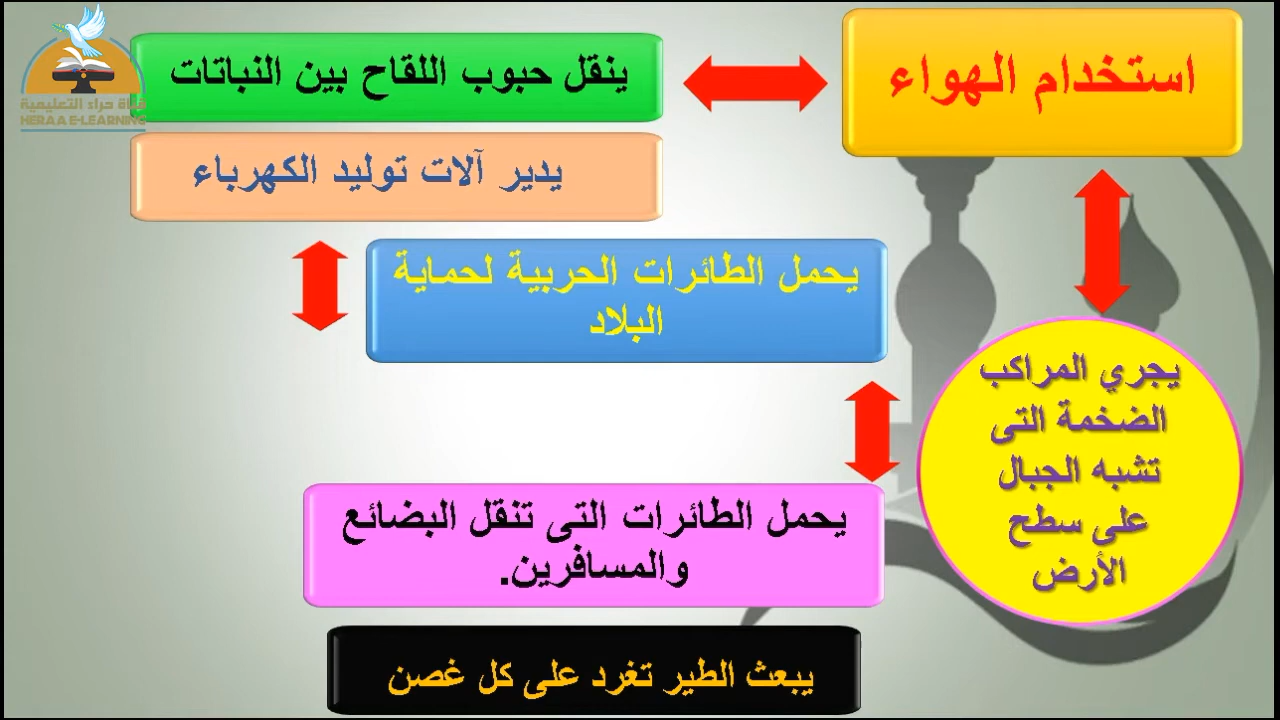 استخدام الهواء
ينقل حبوب اللقاح بين النباتات
يدير آلات توليد الكهرباء
يحمل الطائرات الحربية لحماية
البلاد
يجري المراكب
الضخمة التى
تشبه الجبال
على سطح
الأرض
يحمل الطائرات التى تنقل البضائع
والمسافرين.
يبعث الطير تغرد على كل غصن
قناة حراء التعليمية
HERAA E-LEARNING